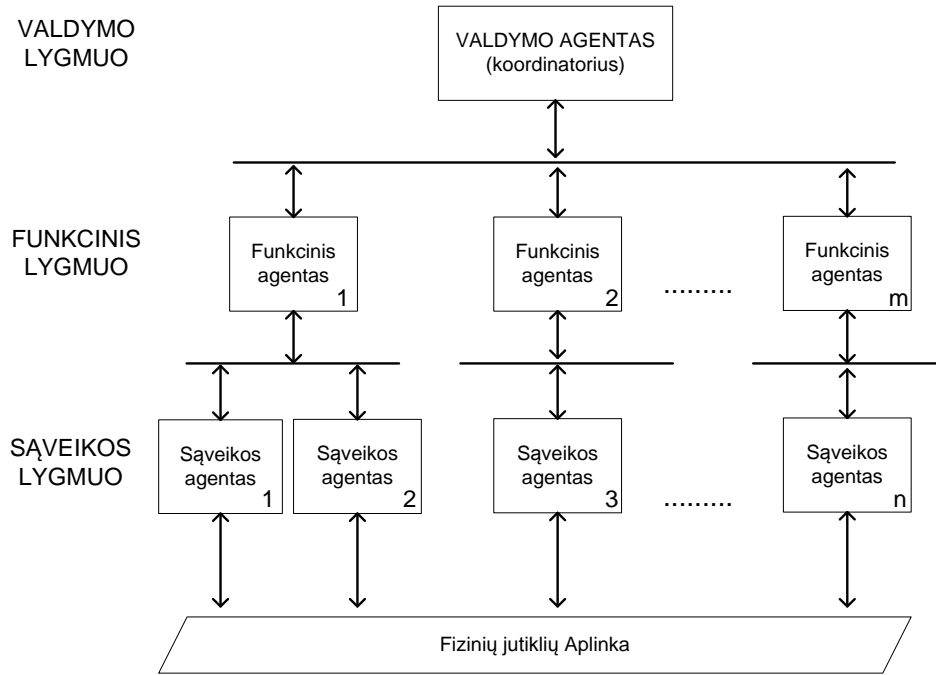 VALDYMO
LYGMUO
VALDYMO AGENTAS
(koordinatorius)
FUNKCINIS
LYGMUO
Funkcinis
agentas
1
Funkcinis
agentas
2
.........
Funkcinis
agentas
m
SĄVEIKOS
LYGMUO
Sąveikos
agentas
1
Sąveikos
agentas
2
Sąveikos
agentas
3
.........
Sąveikos
agentas
n
Fizinių jutiklių Aplinka